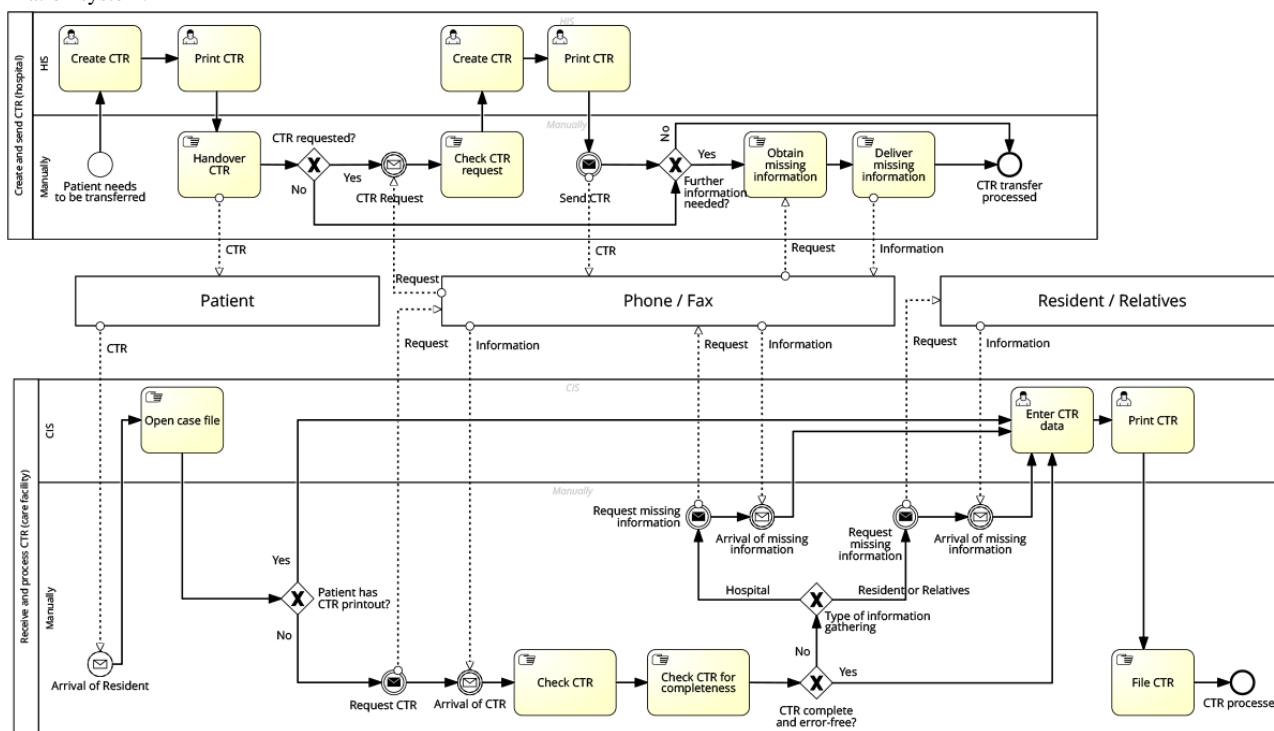 Create and send CTR (hospital)
HIS
HIS
Create CTR
Print CTR
Create CTR
Print CTR
Manually
Manually
Patient needs
to be transferred
Handover
CTR
CTR requested?
Yes
No
CTR Request
Check CTR
request
Send CTR
No
Yes
Further
information
needed?
Obtain
missing
information
Deliver
missing
information
CTR transfer
processed
CTR
Request
CTR
Request
Information
Patient
Phone / Fax
Resident / Relatives
CTR
Request
Information
Request
Information
Request
Information
Receive and process CTR (care facility)
CIS
CIS
Open case file
Enter CTR
data
Print CTR
Manually
Manually
Request missing
information
Arrival of missing
information
Request
missing
information
Arrival of missing
information
Yes
Patient has
CTR printout?
No
Hospital
Resident or Relatives
Type of information
gathering
No
Yes
Arrival of Resident
Request CTR
Arrival of CTR
Check CTR
Check CTR for
completeness
CTR complete
and error-free?
File CTR
CTR processe